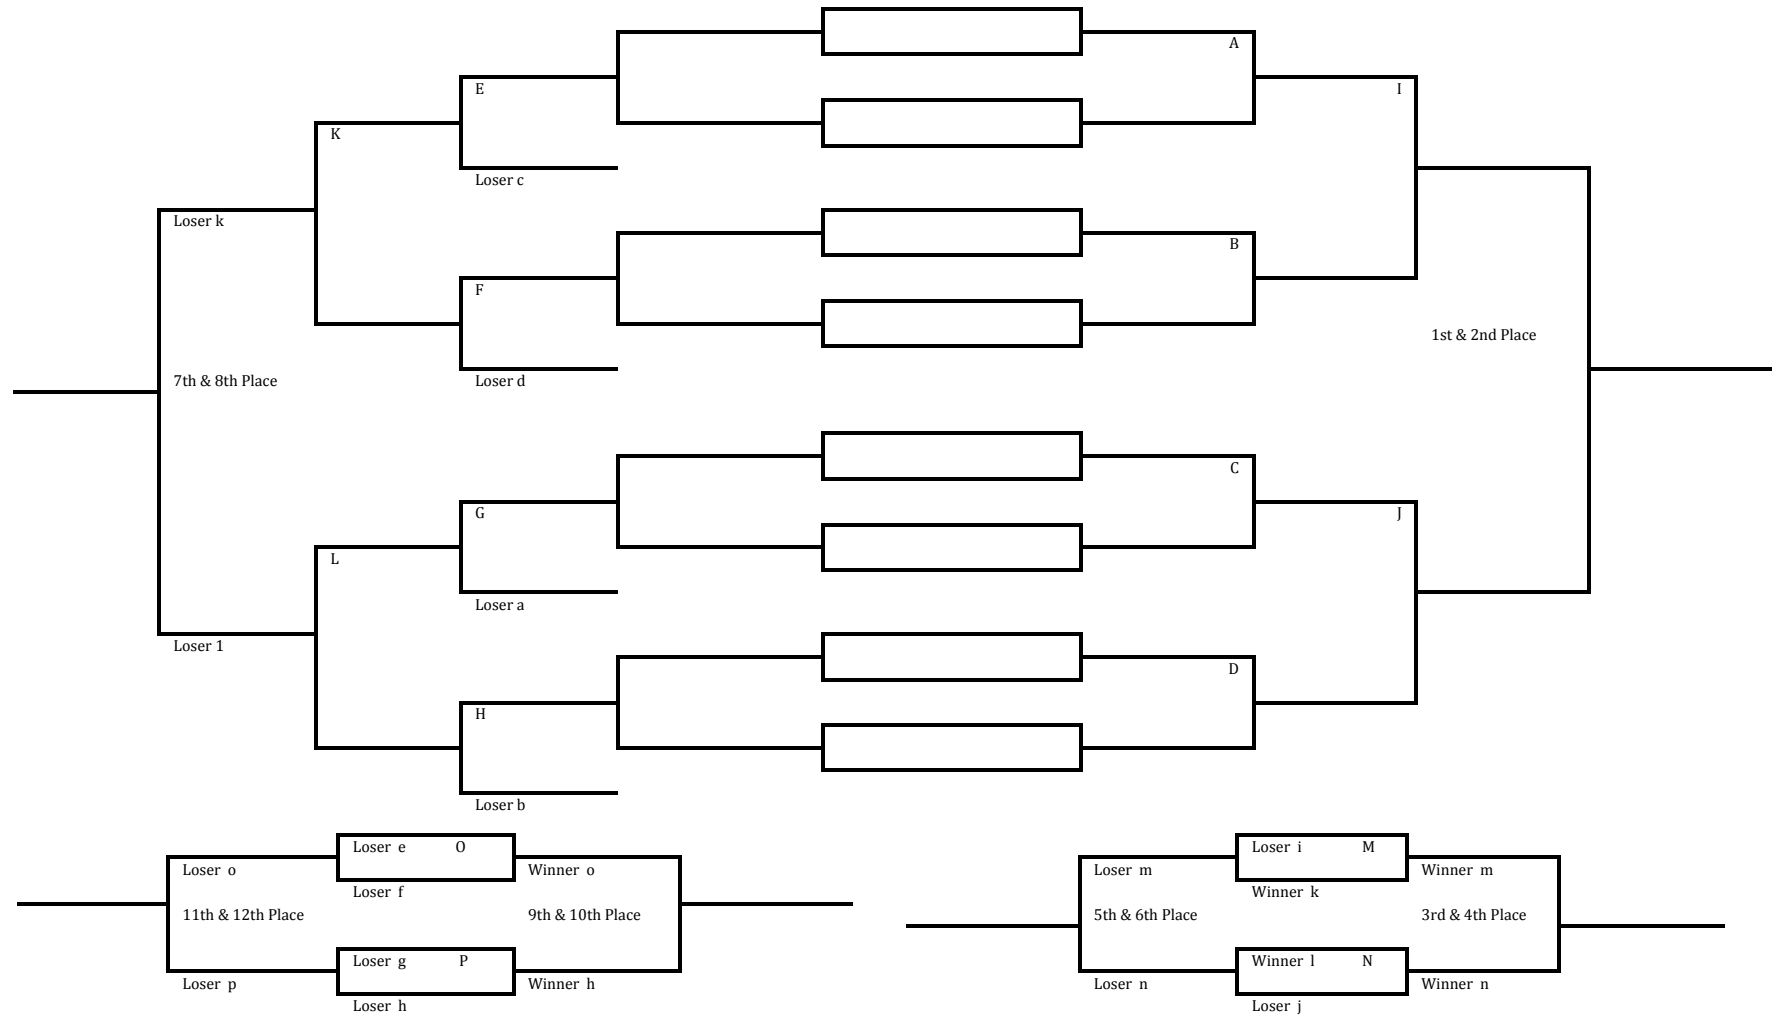 A
E
I
K
Loser c
Loser k
B
F
1st & 2nd Place
7th & 8th Place
Loser d
C
G
J
L
Loser a
Loser 1
D
H
Loser b
Loser e O
Loser o
Winner o
Loser f
11th & 12th Place
9th & 10th Place
Loser g P
Loser p
Winner h
Loser h
Loser i M
Loser m
Winner m
Winner k
5th & 6th Place
3rd & 4th Place
Winner l N
Loser n
Winner n
Loser j